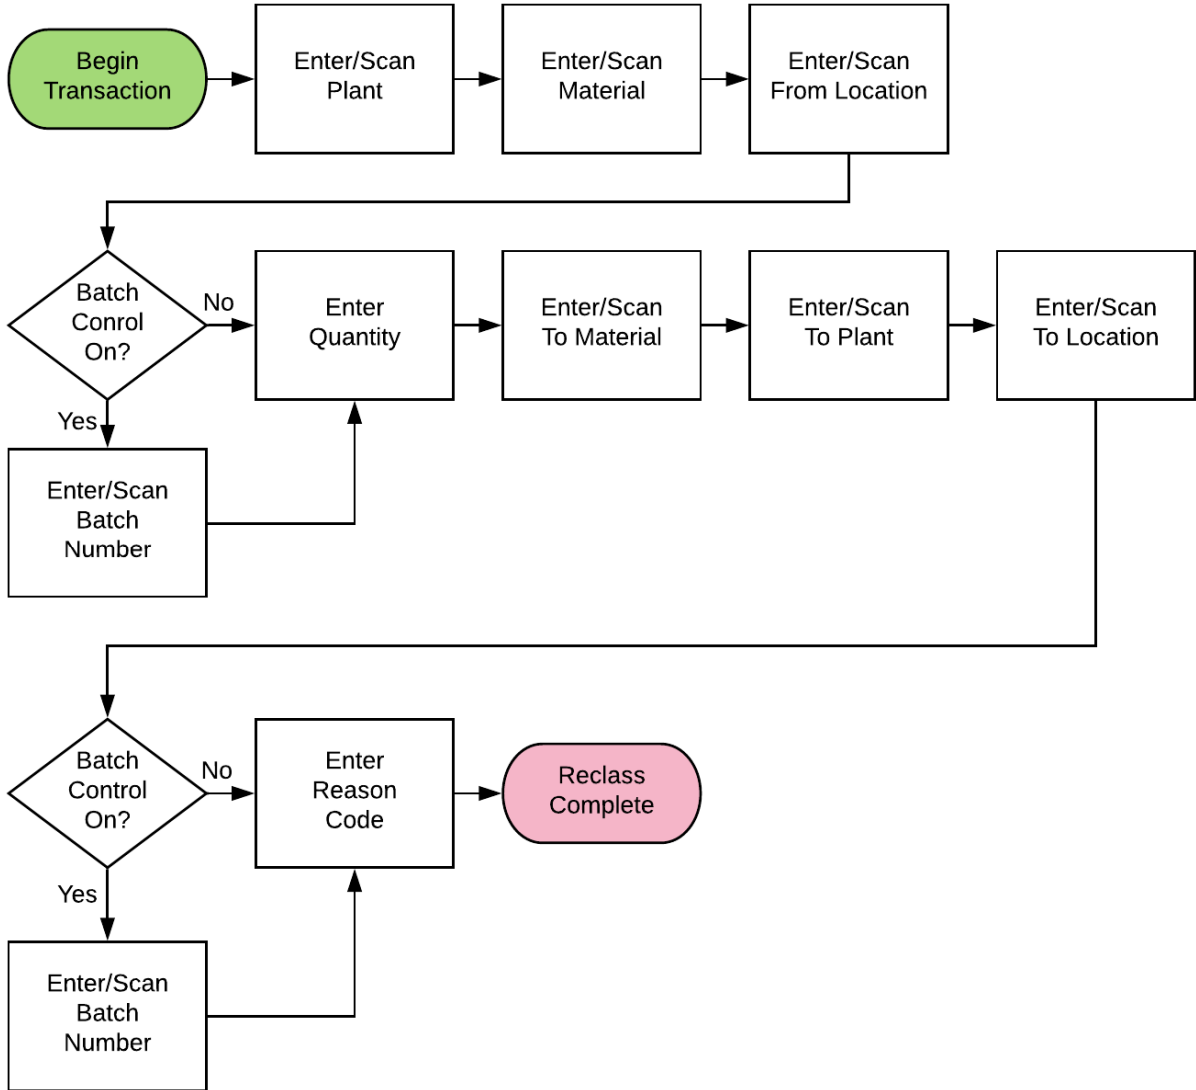 Begin
Transaction
Enter/Scan
Plant
Enter/Scan
Material
Enter/Scan
From Location
Batch
Conrol
On?
No
Enter
Quantity
Enter/Scan
To Material
Enter/Scan
To Plant
Enter/Scan
To Location
Yes
Enter/Scan
Batch
Number
Batch
Control
On?
No
Enter
Reason
Code
Reclass
Complete
Yes
Enter/Scan
Batch
Number